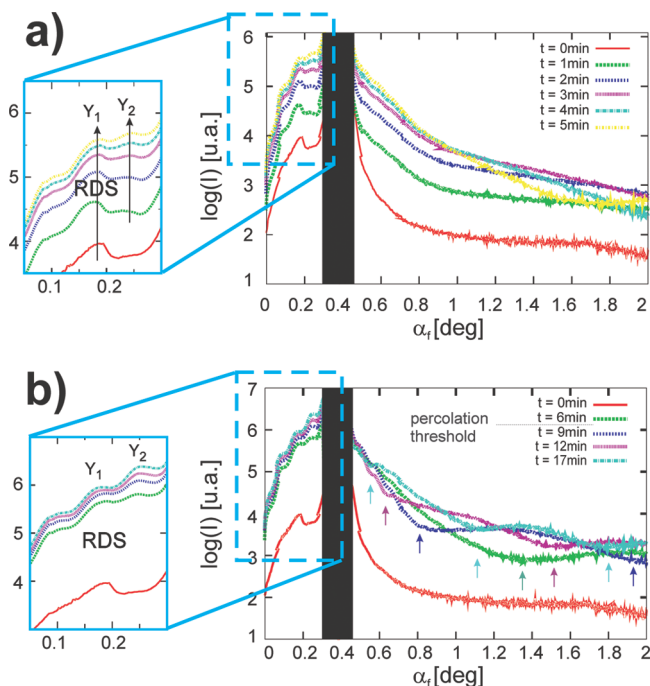 a)
Y1 Y2
RDS
6
5
4
0.1 0.2
log(I) [u.a.]
6
5
4
3
2
1
0 0.2 0.4 0.6 0.8 1 1.2 1.4 1.6 1.8 2
αf[deg]
t = 0min
t = 1min
t = 2min
t = 3min
t = 4min
t = 5min
b)
Y1 Y2
RDS
6
5
4
0.1 0.2
log(I) [u.a.]
7
6
5
4
3
2
1
0 0.2 0.4 0.6 0.8 1 1.2 1.4 1.6 1.8 2
αf[deg]
percolation
threshold
t = 0min
t = 6min
t = 9min
t = 12min
t = 17min